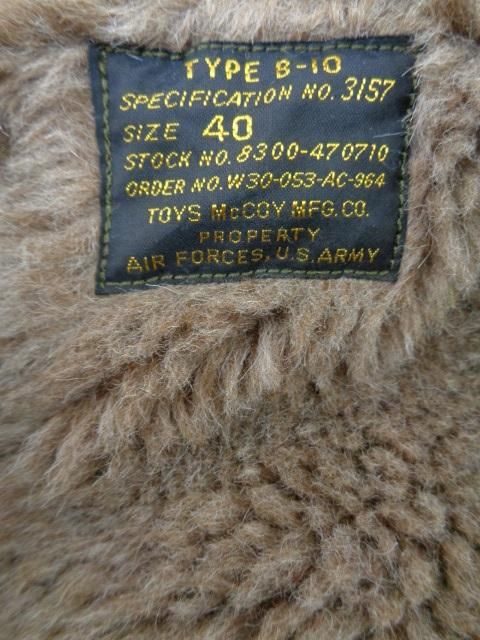 TYPE B-10
SPECIFICATION NO. 3157
SIZE 40
STOCK NO. 8300-470710
ORDER NO. W30-053-AC-964
TOYS McCOY MFG. CO.
PROPERTY
AIR FORCES, U.S. ARMY